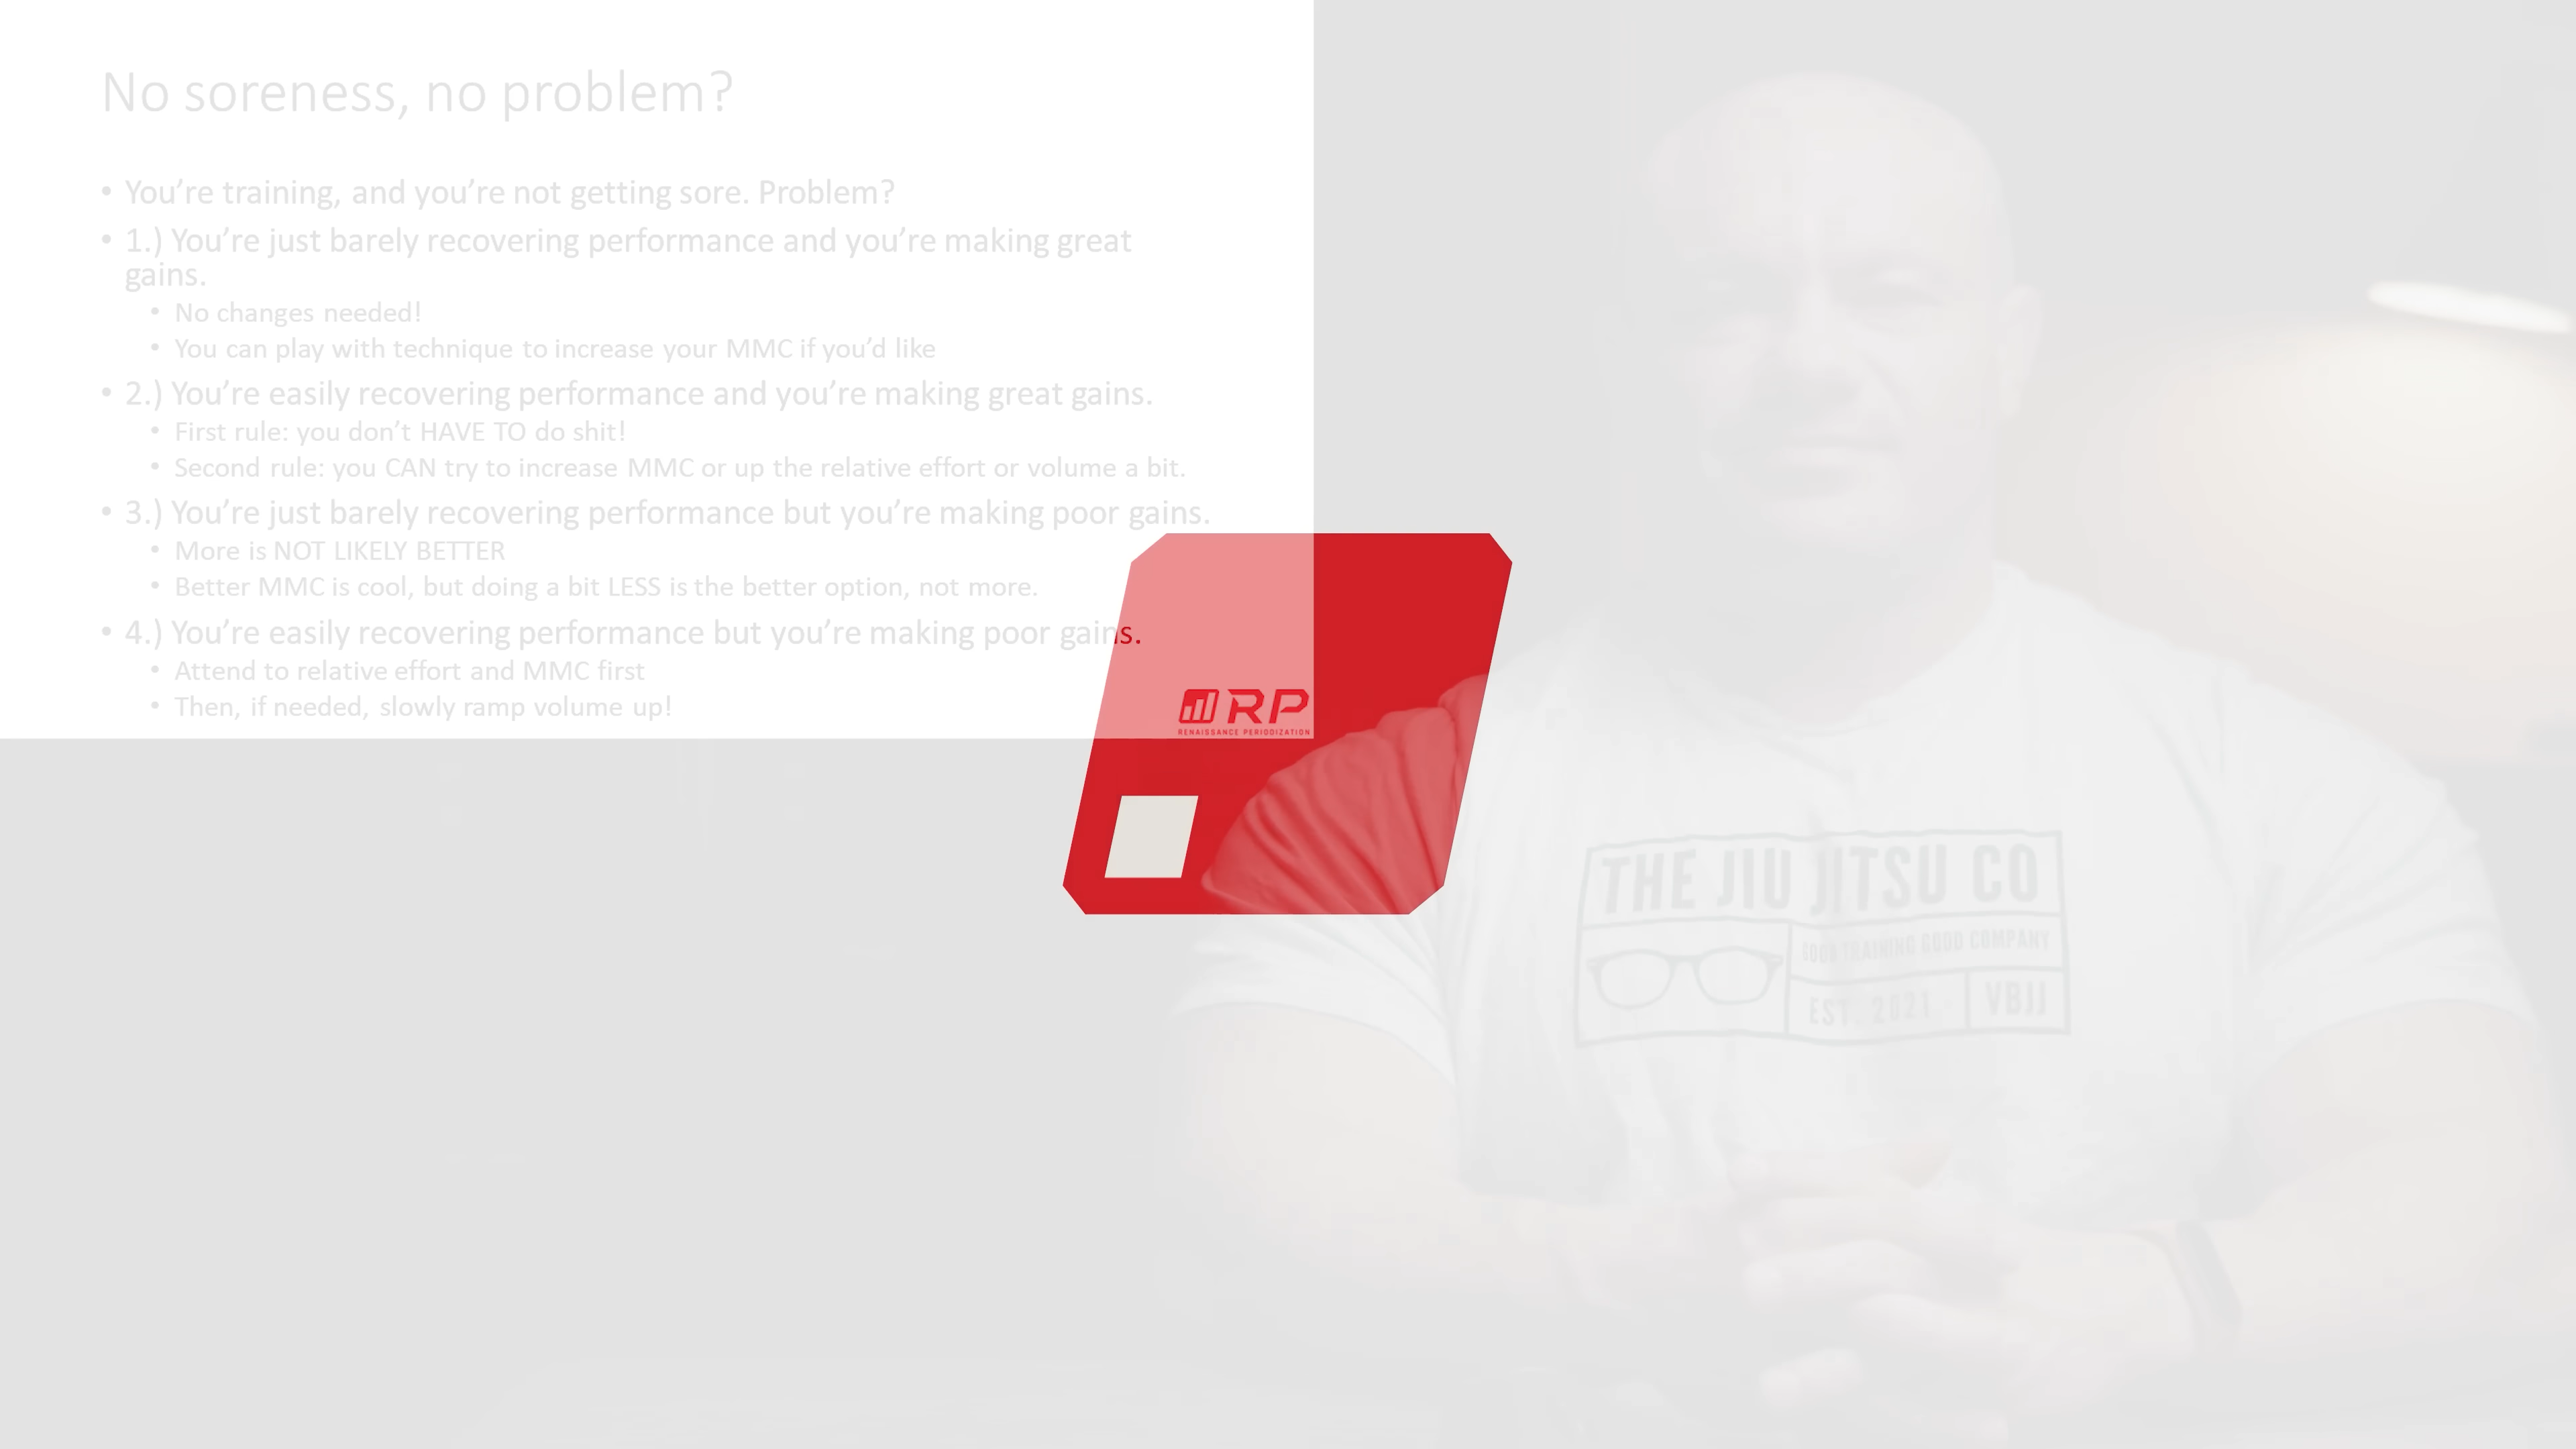 No soreness, no problem?
• You're training, and you're not getting sore. Problem?
• 1.) You're just barely recovering performance and you're making great
gains.
• No changes needed!
• You can play with technique to increase your MMC if you'd like
• 2.) You're easily recovering performance and you're making great gains.
• First rule: you don't HAVE TO do shit!
• Second rule: you CAN try to increase MMC or up the relative effort or volume a bit.
• 3.) You're just barely recovering performance but you're making poor gains.
• More is NOT LIKELY BETTER
• Better MMC is cool, but doing a bit LESS is the better option, not more.
• 4.) You're easily recovering performance but you're making poor gains.
• Attend to relative effort and MMC first
• Then, if needed, slowly ramp volume up!
RP
RENAISSANCE PERIODIZATION
THE JIU JITSU CO
GOOD TRAINING GOOD COMPANY
EST. 2021
VBJJ